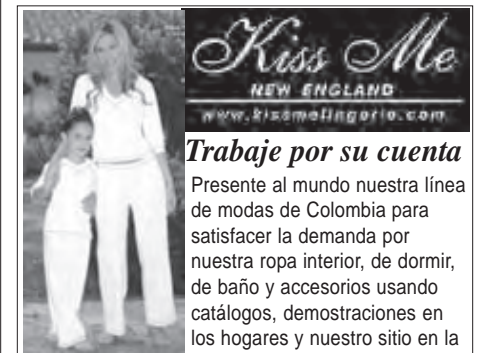 Kiss Me
NEW ENGLAND
www.kissmelingerie.com
Trabaje por su cuenta
Presente al mundo nuestra línea
de modas de Colombia para
satisfacer la demanda por
nuestra ropa interior, de dormir,
de baño y accesorios usando
catálogos, demostraciones en
los hogares y nuestro sitio en la